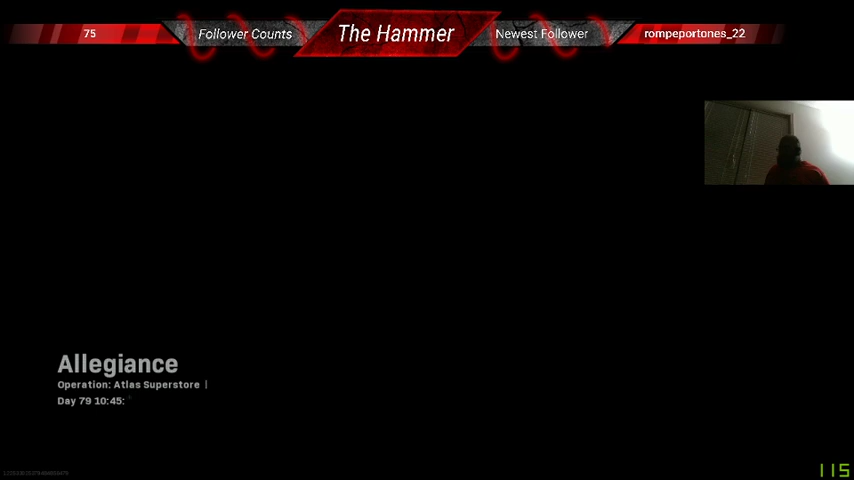 75
Follower Counts
The Hammer
Newest Follower
rompeportones_22
Allegiance
Operation: Atlas Superstore |
Day 79 10:45:
115